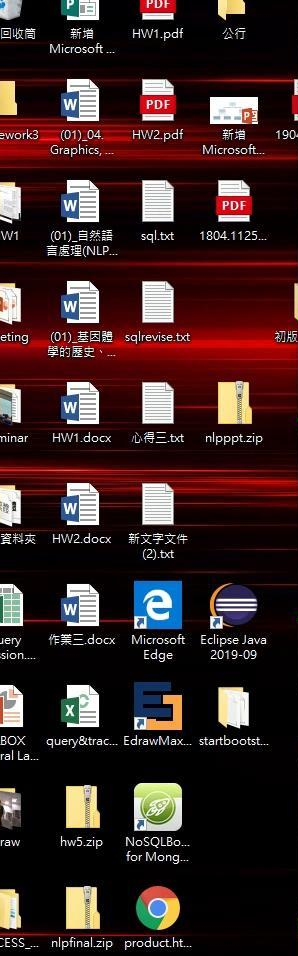 回收筒
新增
Microsoft ...
HW1.pdf
公行
ework3
(01)_04.
Graphics, ...
HW2.pdf
新增
Microsoft...
1904
W1
(01)_自然語
言處理(NLP...
sql.txt
1804.1125...
eting
(01)_基因體
學的歷史、...
sqlrevise.txt
初版
minar
HW1.docx
心得三.txt
nlpppt.zip
資料夾
HW2.docx
新文字文件
(2).txt
uery
ssion....
作業三.docx
Microsoft
Edge
Eclipse Java
2019-09
BOX
ral La...
query&trac...
EdrawMax...
startbootst...
raw
hw5.zip
NoSQLBo...
for Mong...
CESS_...
nlpfinal.zip
product.ht...